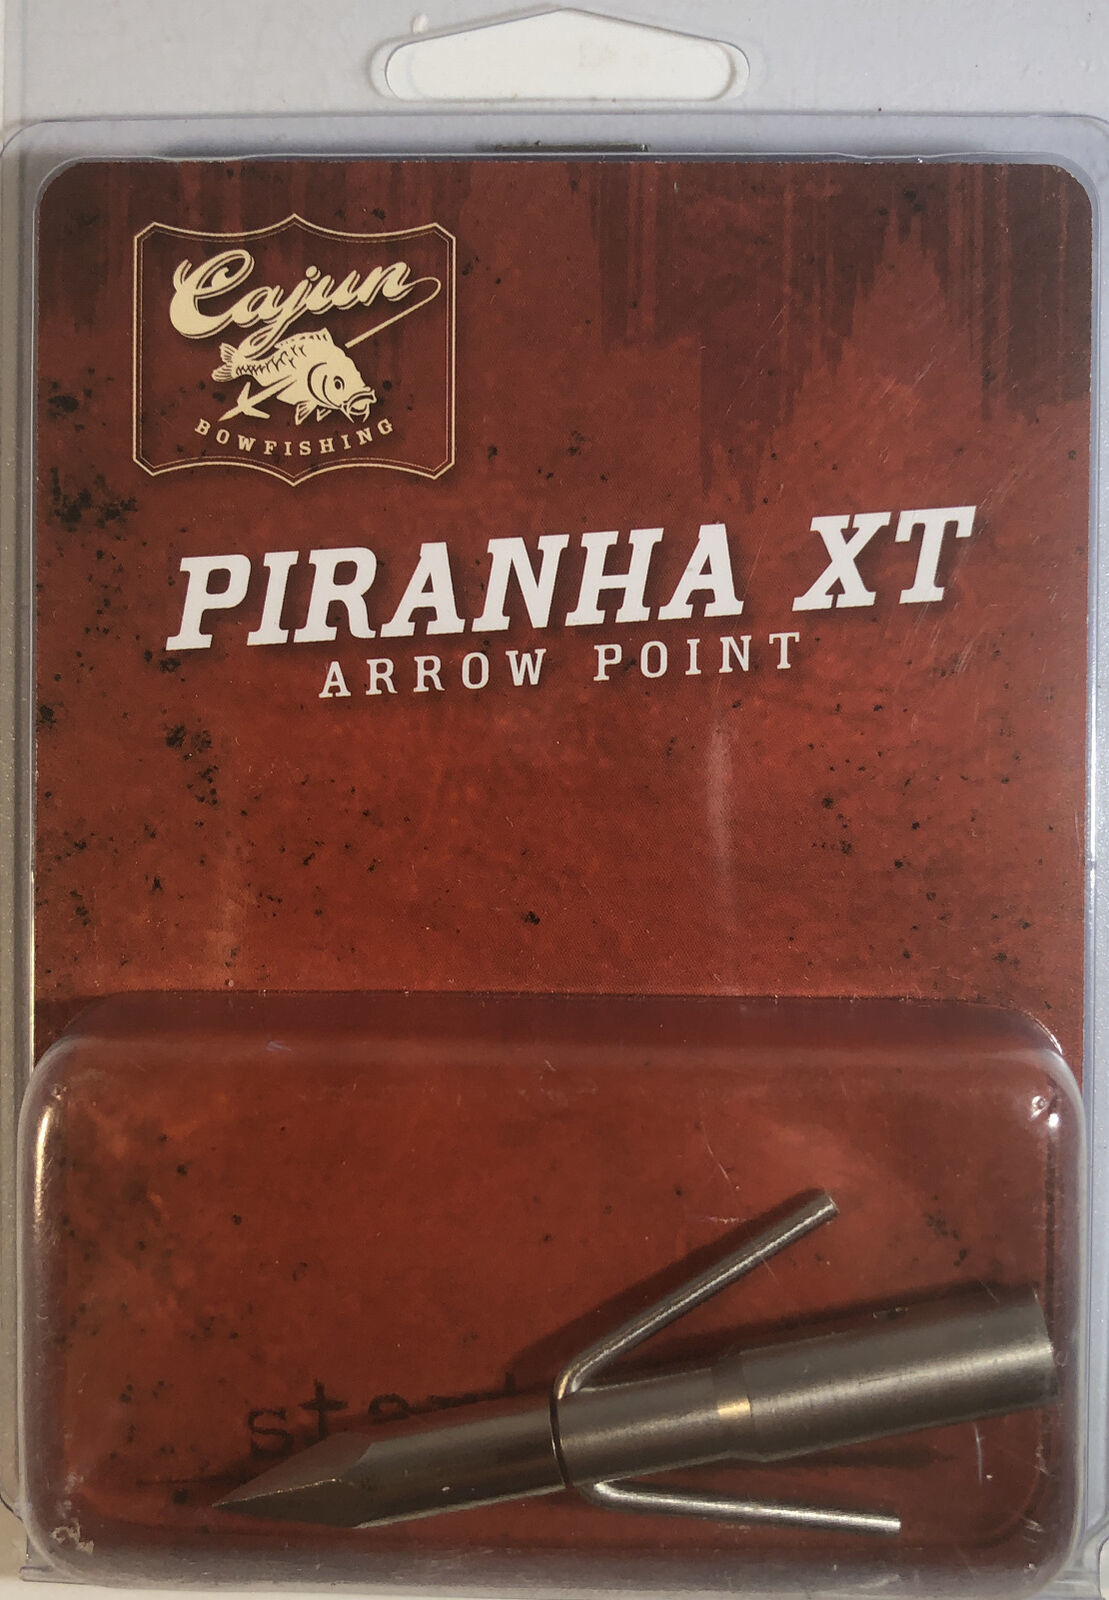 Cajun
BOWFISHING
PIRANHA XT
ARROW POINT